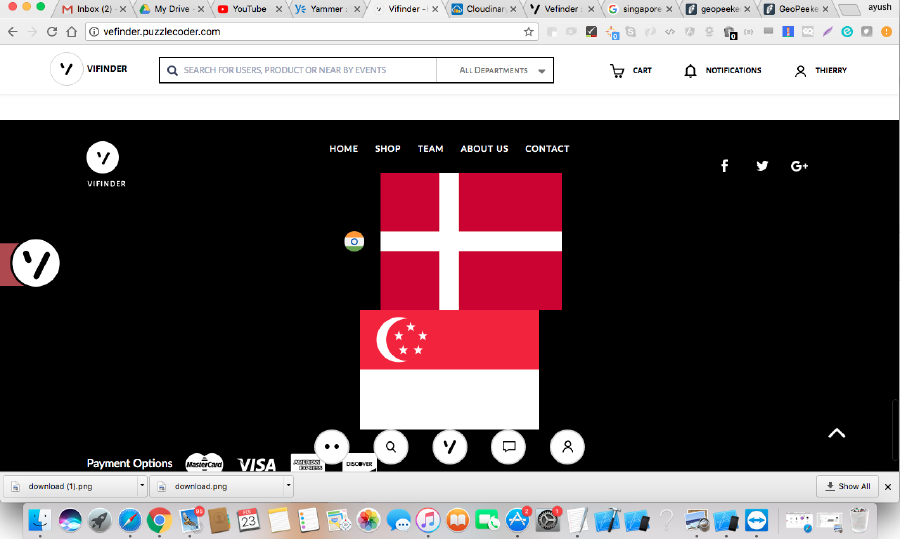 Inbox (2) -
My Drive -
YouTube
Yammer :
Vifinder –
Cloudinar
Vefinder
singapore
geopeeke
GeoPeeke
ayush
vefinder.puzzlecoder.com
VIFINDER
SEARCH FOR USERS, PRODUCT OR NEAR BY EVENTS
ALL DEPARTMENTS
CART
NOTIFICATIONS
THIERRY
HOME SHOP TEAM ABOUT US CONTACT
VIFINDER
G+
Payment Options
MasterCard
VISA
AMERICAN EXPRESS
DISCOVER
download (1).png
download.png
Show All
FEB
23